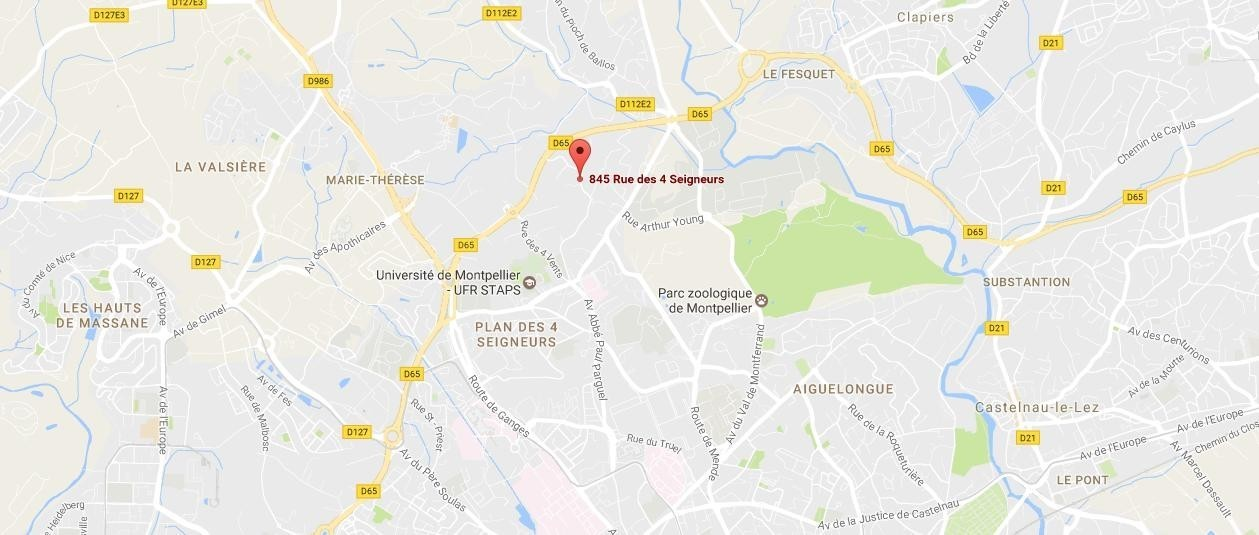 D127E3
D127E3
D112E2
Rue du Pioch de Baillos
Clapiers
Bd de la Liberté
D21
LE FESQUET
D986
D112E2
D65
D65
D65
Chemin de Caylus
845 Rue des 4 Seigneurs
LA VALSIÈRE
MARIE-THÉRÈSE
D127
D21
D65
Rue Arthur Young
D65
Av des Apothicaires
D65
Rue des 4 Vents
D127
Av du Comté de Nice
Av de l'Europe
Université de Montpellier
- UFR STAPS
Parc zoologique
de Montpellier
SUBSTANTION
LES HAUTS
DE MASSANE
Av de Gimel
PLAN DES 4
SEIGNEURS
Av Abbé Paul Parguel
D21
Av des Centurions
Av du Val de Montferrand
D65
Av de la Moutte
Av de Fès
Rue de Malbosc
Route de Ganges
AIGUELONGUE
Av de l'Europe
Rue St. Priest
Route de Mende
Rue de la Roqueturière
Castelnau-le-Lez
Av de l'Europe
D127
Rue du Truel
D21
Av de l'Europe
Chemin du Clos
Av du Père Soulas
LE PONT
Av Marcel Dassault
D65
Heidelberg
Av de la Justice de Castelnau